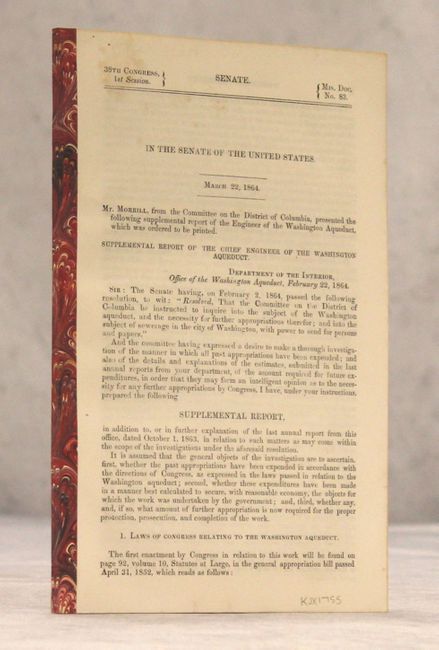 38TH CONGRESS, 1st Session.
SENATE.
MIS. DOC. No. 83.
IN THE SENATE OF THE UNITED STATES.
MARCH 22, 1864.
Mr. MORRILL, from the Committee on the District of Columbia, presented the
following supplemental report of the Engineer of the Washington Aqueduct,
which was ordered to be printed.
SUPPLEMENTAL REPORT OF THE CHIEF ENGINEER OF THE WASHINGTON
AQUEDUCT.
DEPARTMENT OF THE INTERIOR,
Office of the Washington Aqueduct, February 22, 1864.
SIR: The Senate having, on February 2, 1864, passed the following
resolution, to wit: "Resolved, That the Committee on the District of
Columbia be instructed to inquire into the subject of the Washington
aqueduct, and the necessity for further appropriations therefor; and into the
subject of sewerage in the city of Washington, with power to send for persons
and papers."
And the committee having expressed a desire to make a thorough investiga-
tion of the manner in which all past appropriations have been expended; and
also of the details and explanations of the estimates, submitted in the last
annual reports from your department, of the amount required for future ex-
penditures, in order that they may form an intelligent opinion as to the neces-
sity for any further appropriations by Congress, I have, under your instructions,
prepared the following
SUPPLEMENTAL REPORT,
in addition to, or in further explanation of the last annual report from this
office, dated October 1, 1863, in relation to such matters as may come within
the scope of the investigations under the aforesaid resolution.
It is assumed that the general objects of the investigation are to ascertain,
first, whether the past appropriations have been expended in accordance with
the directions of Congress, as expressed in the laws passed in relation to the
Washington aqueduct; second, whether these expenditures have been made
in a manner best calculated to secure, with reasonable economy, the objects for
which the work was undertaken by the government; and, third, whether any,
and, if so, what amount of further appropriation is now required for the proper
protection, prosecution, and completion of the work.
1. LAWS OF CONGRESS RELATING TO THE WASHINGTON AQUEDUCT.
The first enactment by Congress in relation to this work will be found on
page 92, volume 10, Statutes at Large, in the general appropriation bill passed
April 31, 1852, which reads as follows:
KJX1755